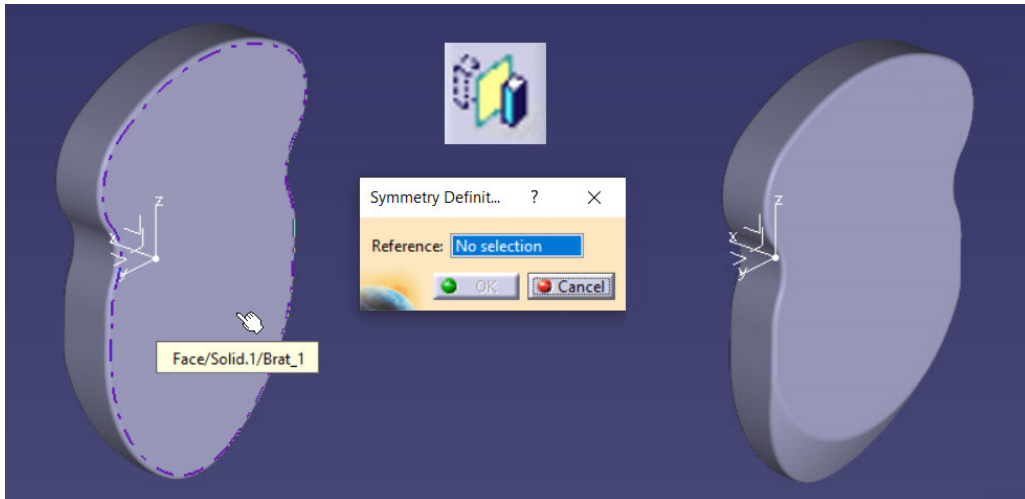 Symmetry Definit... ?
Reference: No selection
OK Cancel
z
x
y
Face/Solid.1/Brat_1
z
x
y